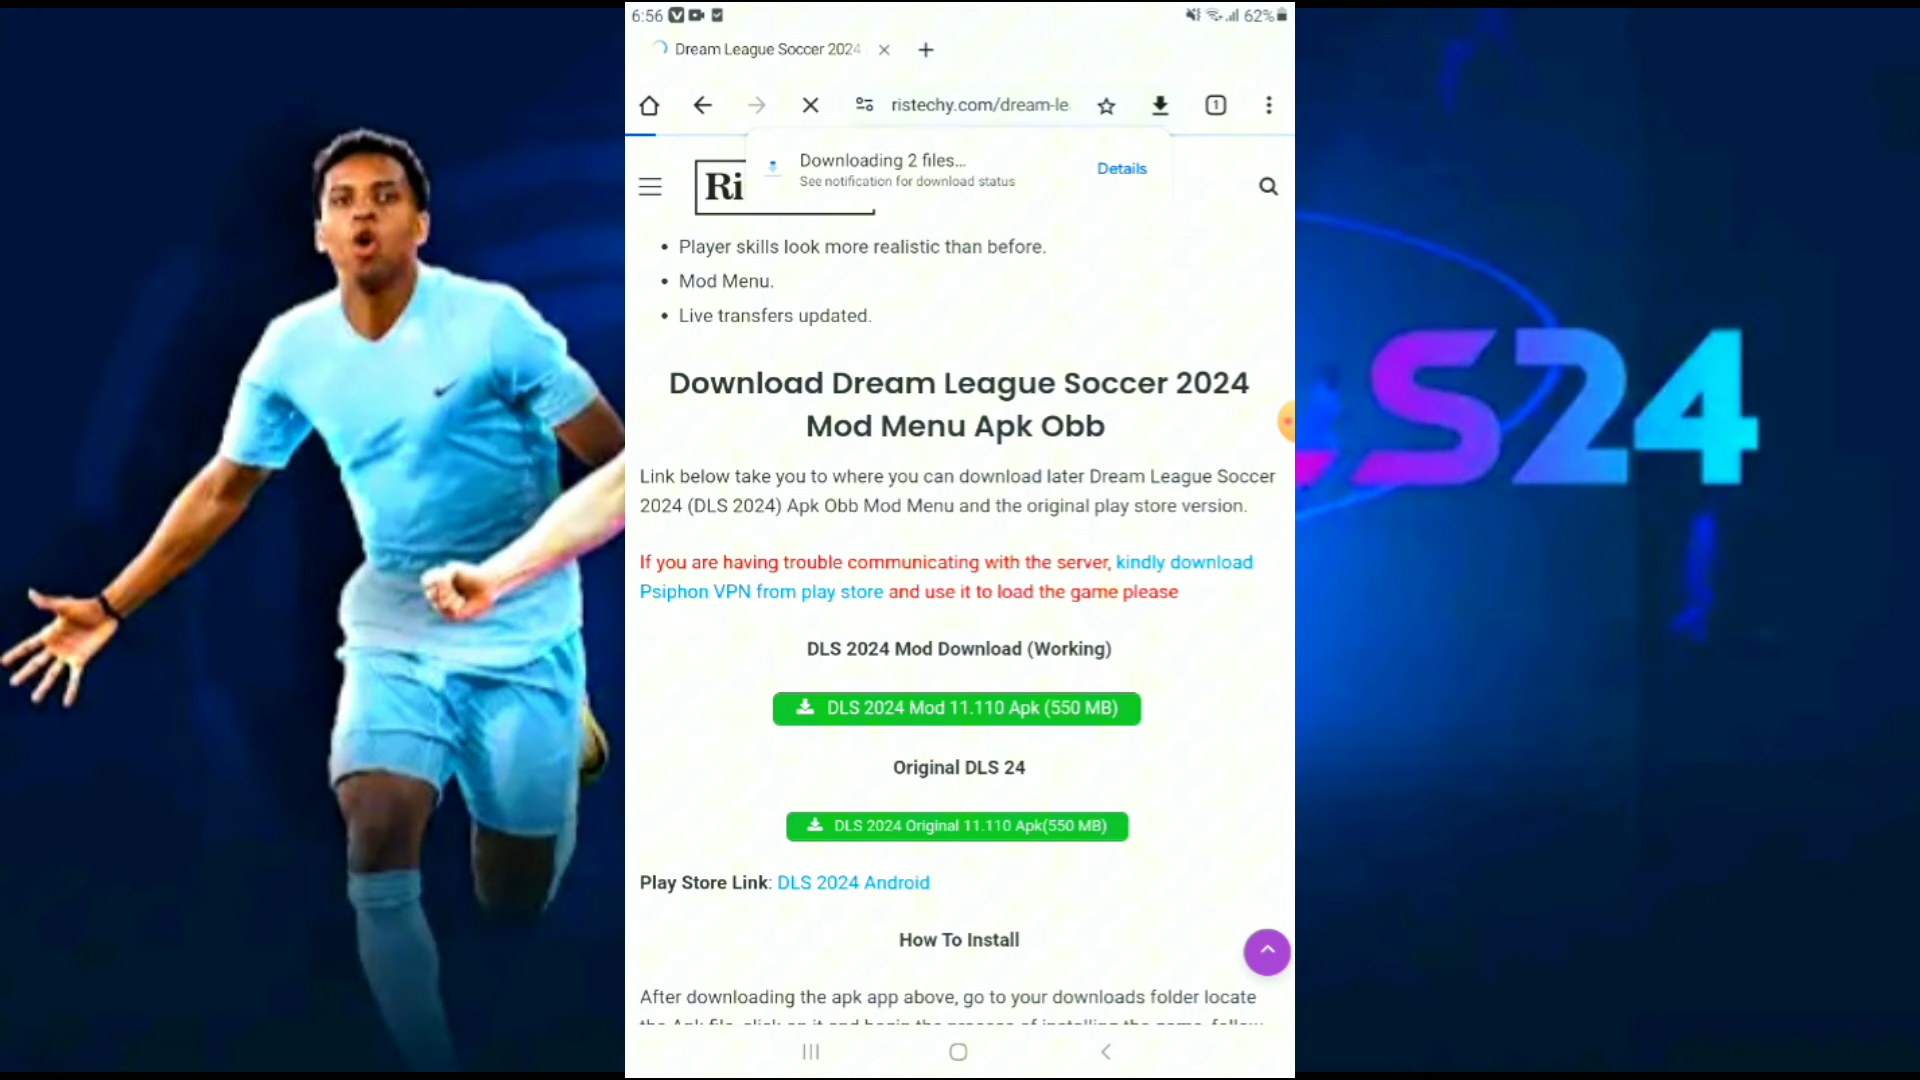 6:56
62%
Dream League Soccer 2024
ristechy.com/dream-le
1
Downloading 2 files...
See notification for download status
Details
Ri
• Player skills look more realistic than before.
• Mod Menu.
• Live transfers updated.
Download Dream League Soccer 2024
Mod Menu Apk Obb
Link below take you to where you can download later Dream League Soccer
2024 (DLS 2024) Apk Obb Mod Menu and the original play store version.
If you are having trouble communicating with the server, kindly download
Psiphon VPN from play store and use it to load the game please
DLS 2024 Mod Download (Working)
DLS 2024 Mod 11.110 Apk (550 MB)
Original DLS 24
DLS 2024 Original 11.110 Apk(550 MB)
Play Store Link: DLS 2024 Android
How To Install
After downloading the apk app above, go to your downloads folder locate
S24